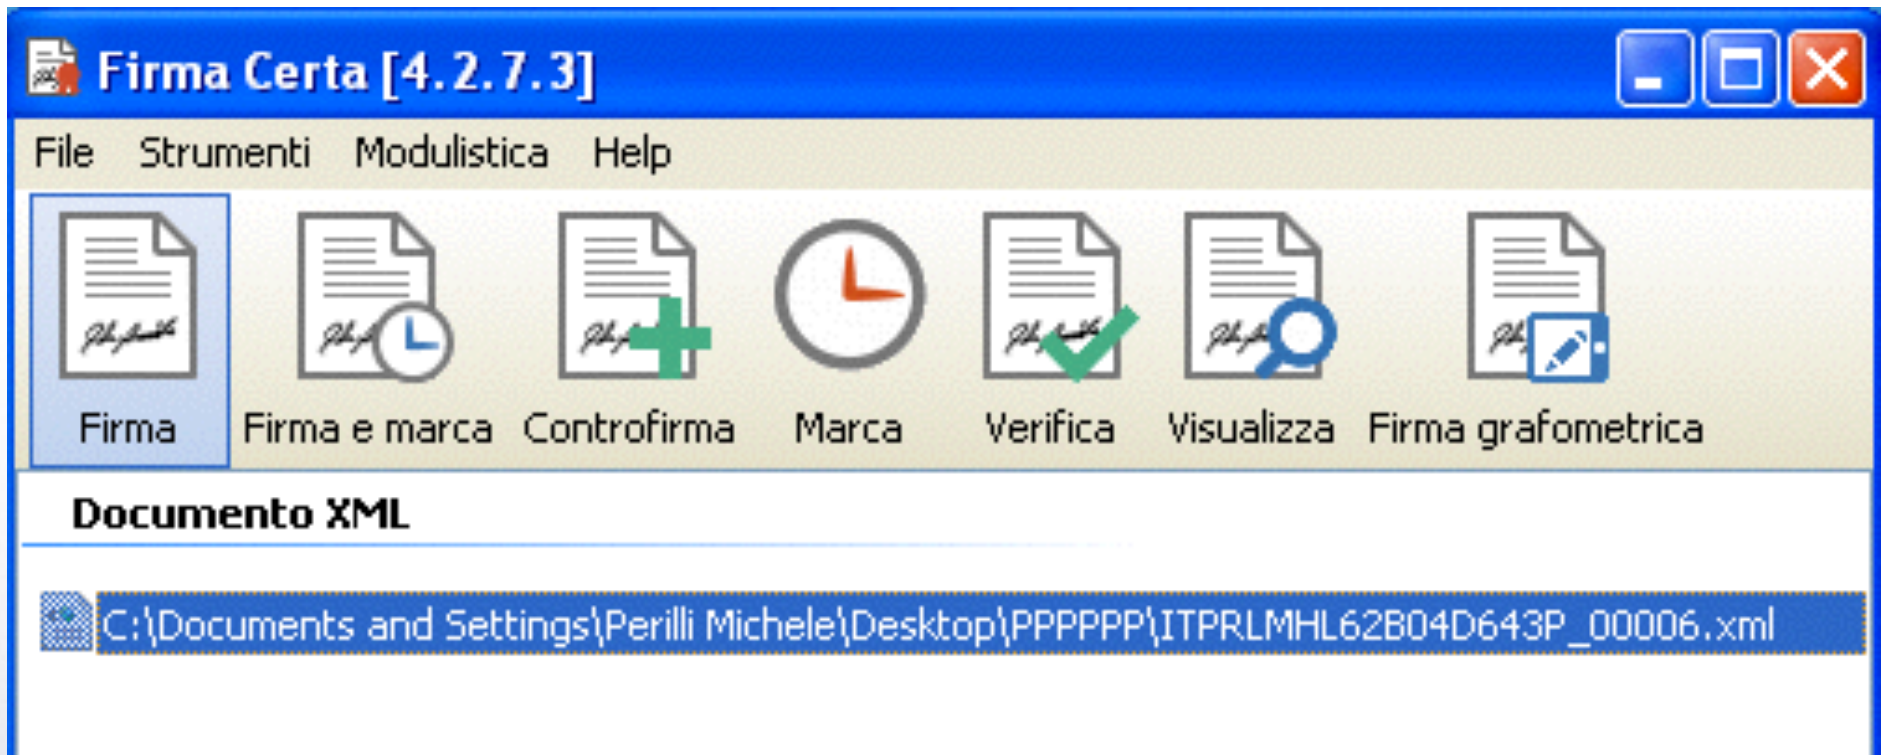 Firma Certa [4.2.7.3]
File Strumenti Modulistica Help
Firma Firma e marca Controfirma Marca Verifica Visualizza Firma grafometrica
Documento XML
C:\Documents and Settings\Perilli Michele\Desktop\PPPPPP\ITPRLMHL62B04D643P_00006.xml